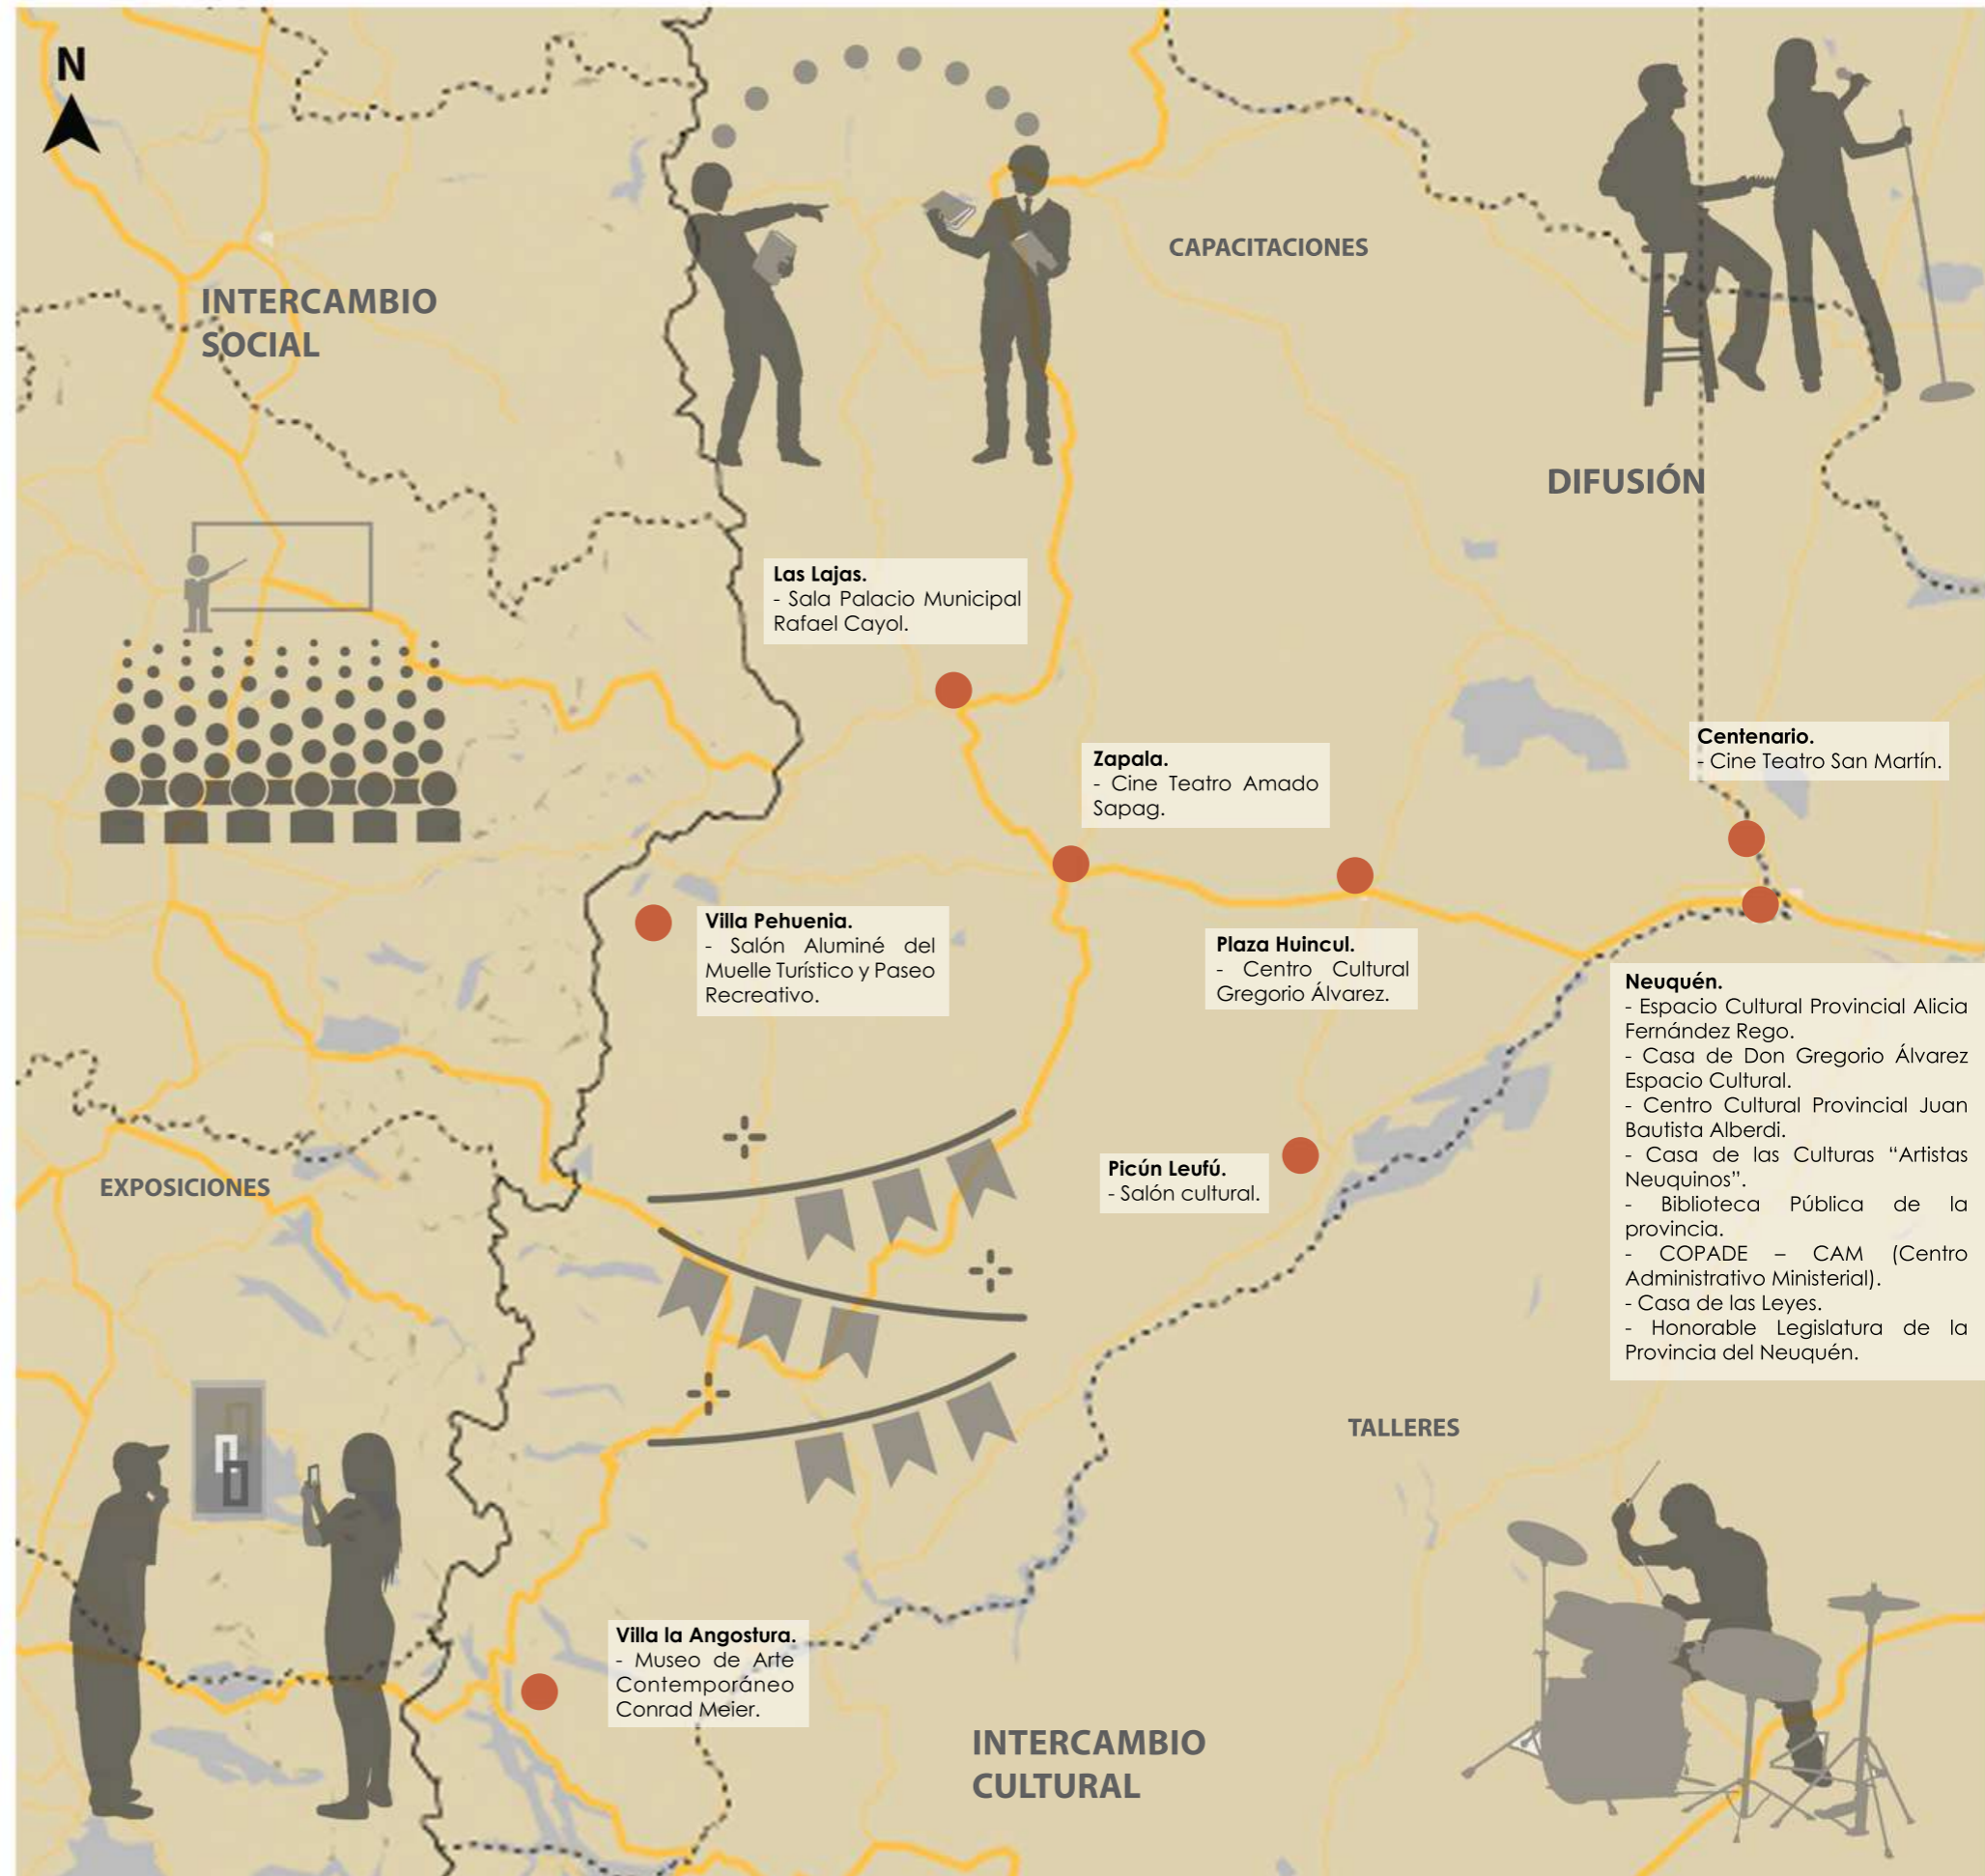 N
CAPACITACIONES
INTERCAMBIO
SOCIAL
DIFUSIÓN
Las Lajas.
- Sala Palacio Municipal
Rafael Cayol.
Zapala.
- Cine Teatro Amado
Sapag.
Centenario.
- Cine Teatro San Martín.
Villa Pehuenia.
- Salón Aluminé del
Muelle Turístico y Paseo
Recreativo.
Plaza Huincul.
- Centro Cultural
Gregorio Álvarez.
Neuquén.
- Espacio Cultural Provincial Alicia
Fernández Rego.
- Casa de Don Gregorio Álvarez
Espacio Cultural.
- Centro Cultural Provincial Juan
Bautista Alberdi.
- Casa de las Culturas “Artistas
Neuquinos”.
- Biblioteca Pública de la
provincia.
- COPADE – CAM (Centro
Administrativo Ministerial).
- Casa de las Leyes.
- Honorable Legislatura de la
Provincia del Neuquén.
Picún Leufú.
- Salón cultural.
EXPOSICIONES
TALLERES
Villa la Angostura.
- Museo de Arte
Contemporáneo
Conrad Meier.
INTERCAMBIO
CULTURAL